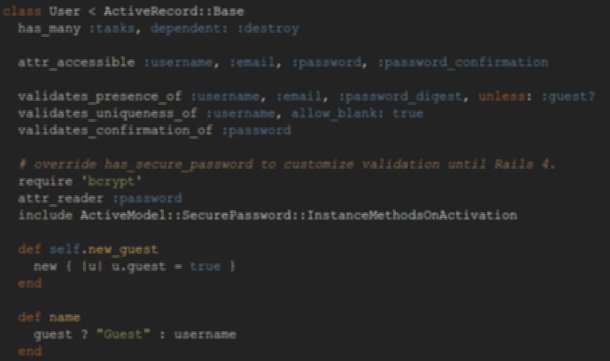 class User < ActiveRecord::Base
has_many :tasks, dependent: :destroy
attr_accessible :username, :email, :password, :password_confirmation
validates_presence_of :username, :email, :password_digest, unless: :guest?
validates_uniqueness_of :username, allow_blank: true
validates_confirmation_of :password
# override has_secure_password to customize validation until Rails 4.
require 'bcrypt'
attr_reader :password
include ActiveModel::SecurePassword::InstanceMethodsOnActivation
def self.new_guest
new { |u| u.guest = true }
end
def name
guest ? "Guest" : username
end